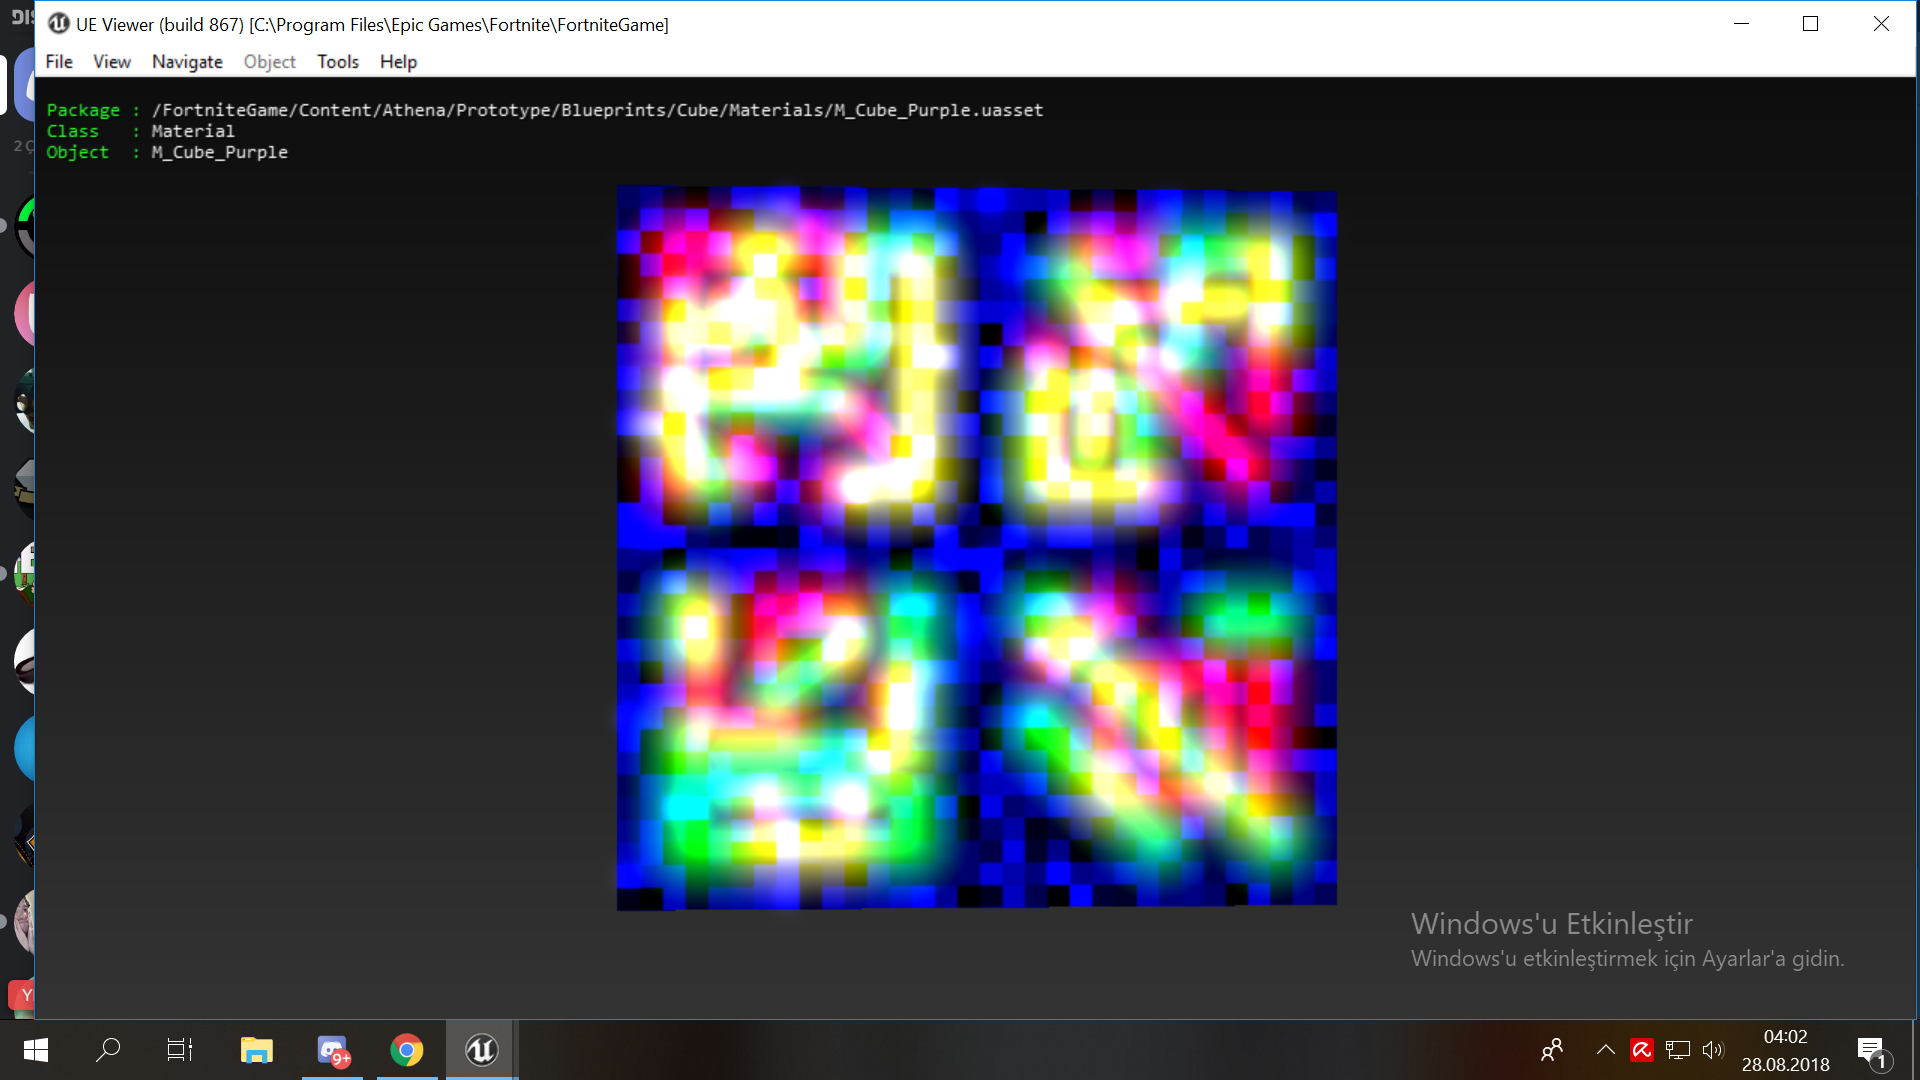 UE Viewer (build 867) [C:\Program Files\Epic Games\Fortnite\FortniteGame]
File View Navigate Object Tools Help
Package : /FortniteGame/Content/Athena/Prototype/Blueprints/Cube/Materials/M_Cube_Purple.uasset
Class : Material
Object : M_Cube_Purple
Windows'u Etkinleştir
Windows'u etkinleştirmek için Ayarlar'a gidin.
9+
04:02
28.08.2018
1